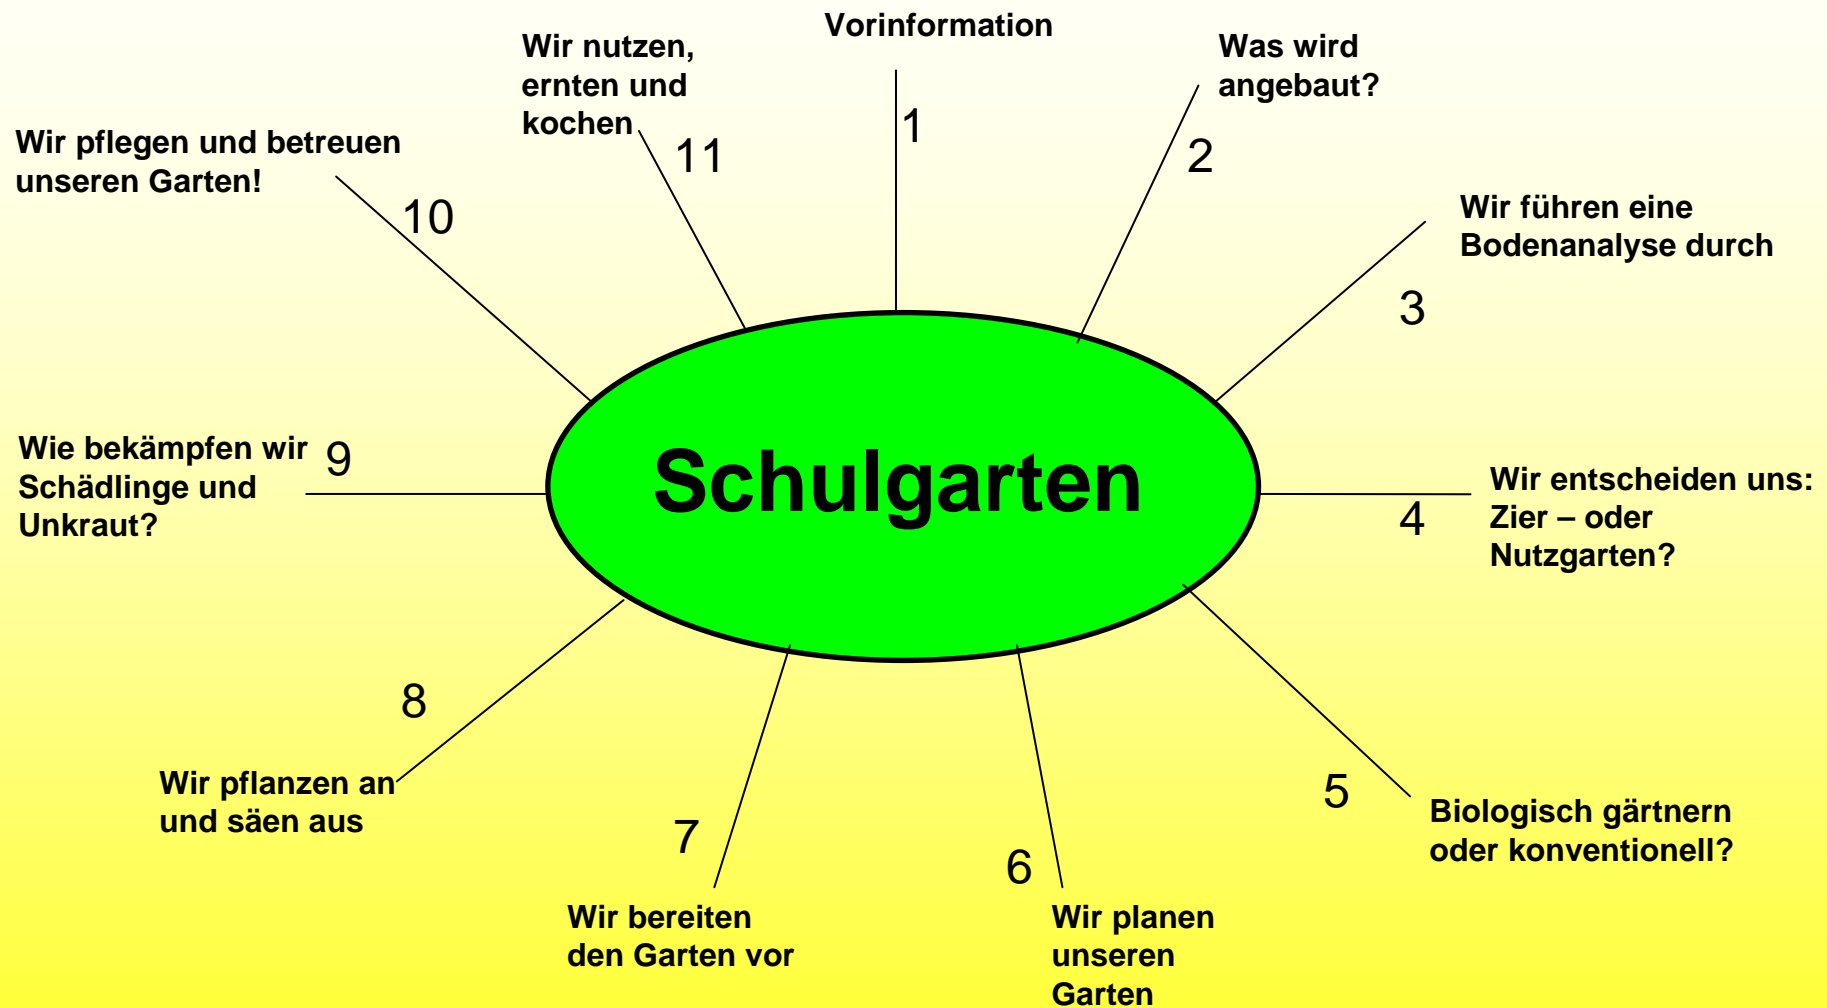 Schulgarten
1
Vorinformation
2
Was wird
angebaut?
3
Wir führen eine
Bodenanalyse durch
4
Wir entscheiden uns:
Zier – oder
Nutzgarten?
5
Biologisch gärtnern
oder konventionell?
6
Wir planen
unseren
Garten
7
Wir bereiten
den Garten vor
8
Wir pflanzen an
und säen aus
9
Wie bekämpfen wir
Schädlinge und
Unkraut?
10
Wir pflegen und betreuen
unseren Garten!
11
Wir nutzen,
ernten und
kochen